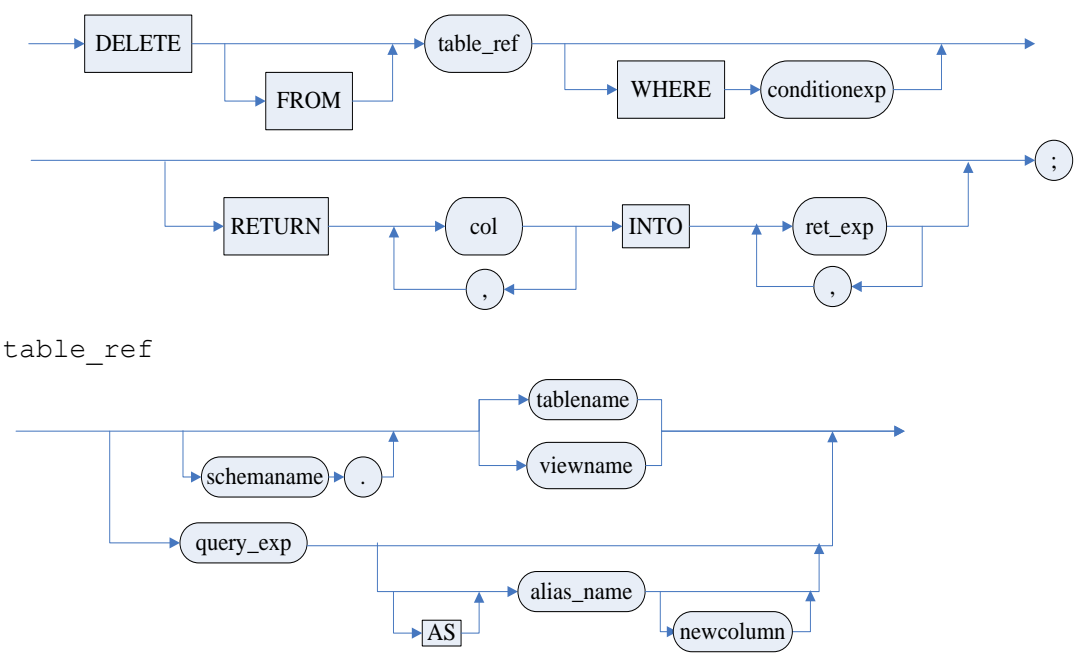 DELETE FROM table_ref WHERE conditionexp
RETURN col , INTO ret_exp , ;
table_ref
schemaname . tablename
viewname
query_exp
AS alias_name newcolumn